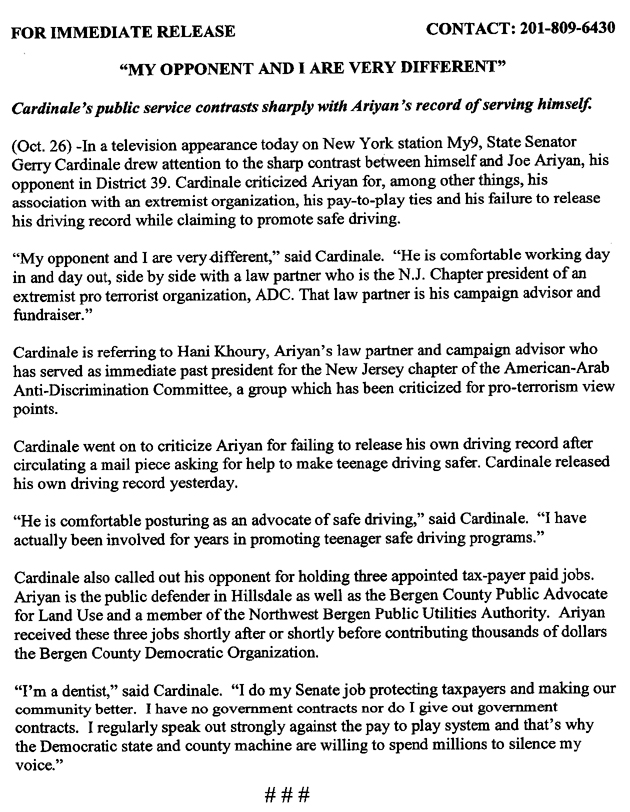 FOR IMMEDIATE RELEASE
CONTACT: 201-809-6430
“MY OPPONENT AND I ARE VERY DIFFERENT”
Cardinale’s public service contrasts sharply with Ariyan’s record of serving himself.
(Oct. 26) -In a television appearance today on New York station My9, State Senator
Gerry Cardinale drew attention to the sharp contrast between himself and Joe Ariyan, his
opponent in District 39. Cardinale criticized Ariyan for, among other things, his
association with an extremist organization, his pay-to-play ties and his failure to release
his driving record while claiming to promote safe driving.
“My opponent and I are very different,” said Cardinale. “He is comfortable working day
in and day out, side by side with a law partner who is the N.J. Chapter president of an
extremist pro terrorist organization, ADC. That law partner is his campaign advisor and
fundraiser.”
Cardinale is referring to Hani Khoury, Ariyan’s law partner and campaign advisor who
has served as immediate past president for the New Jersey chapter of the American-Arab
Anti-Discrimination Committee, a group which has been criticized for pro-terrorism view
points.
Cardinale went on to criticize Ariyan for failing to release his own driving record after
circulating a mail piece asking for help to make teenage driving safer. Cardinale released
his own driving record yesterday.
“He is comfortable posturing as an advocate of safe driving,” said Cardinale. “I have
actually been involved for years in promoting teenager safe driving programs.”
Cardinale also called out his opponent for holding three appointed tax-payer paid jobs.
Ariyan is the public defender in Hillsdale as well as the Bergen County Public Advocate
for Land Use and a member of the Northwest Bergen Public Utilities Authority. Ariyan
received these three jobs shortly after or shortly before contributing thousands of dollars
the Bergen County Democratic Organization.
“I’m a dentist,” said Cardinale. “I do my Senate job protecting taxpayers and making our
community better. I have no government contracts nor do I give out government
contracts. I regularly speak out strongly against the pay to play system and that’s why
the Democratic state and county machine are willing to spend millions to silence my
voice.”
# # #